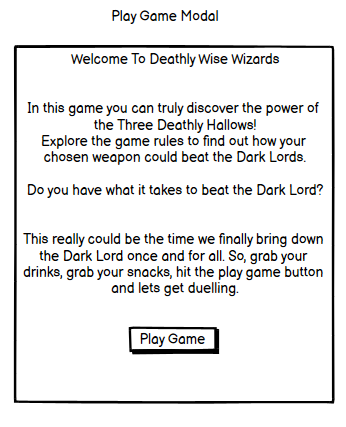 Play Game Modal
Welcome To Deathly Wise Wizards
In this game you can truly discover the power of
the Three Deathly Hallows!
Explore the game rules to find out how your
chosen weapon could beat the Dark Lords.
Do you have what it takes to beat the Dark Lord?
This really could be the time we finally bring down
the Dark Lord once and for all. So, grab your
drinks, grab your snacks, hit the play game button
and lets get duelling.
Play Game